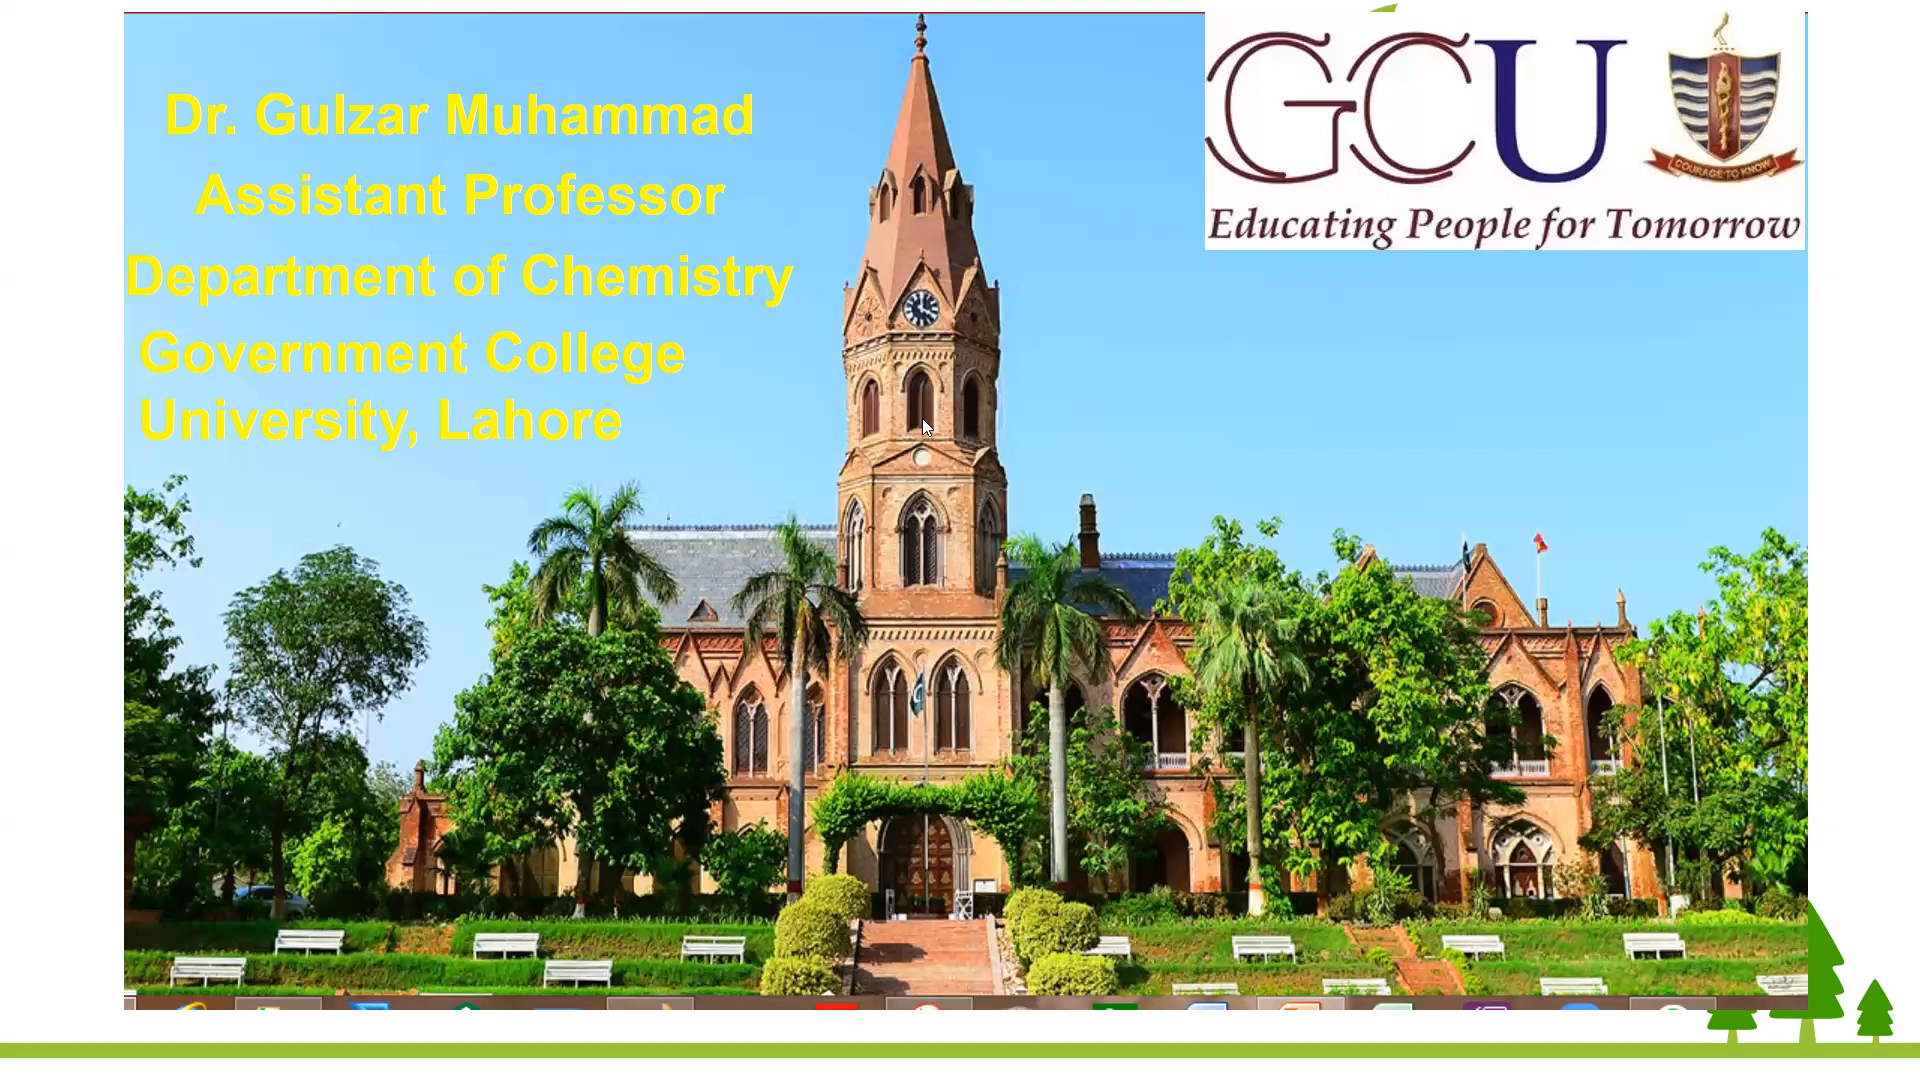 Dr. Gulzar Muhammad
Assistant Professor
Department of Chemistry
Government College
University, Lahore
GCU
COURAGE TO KNOW
Educating People for Tomorrow